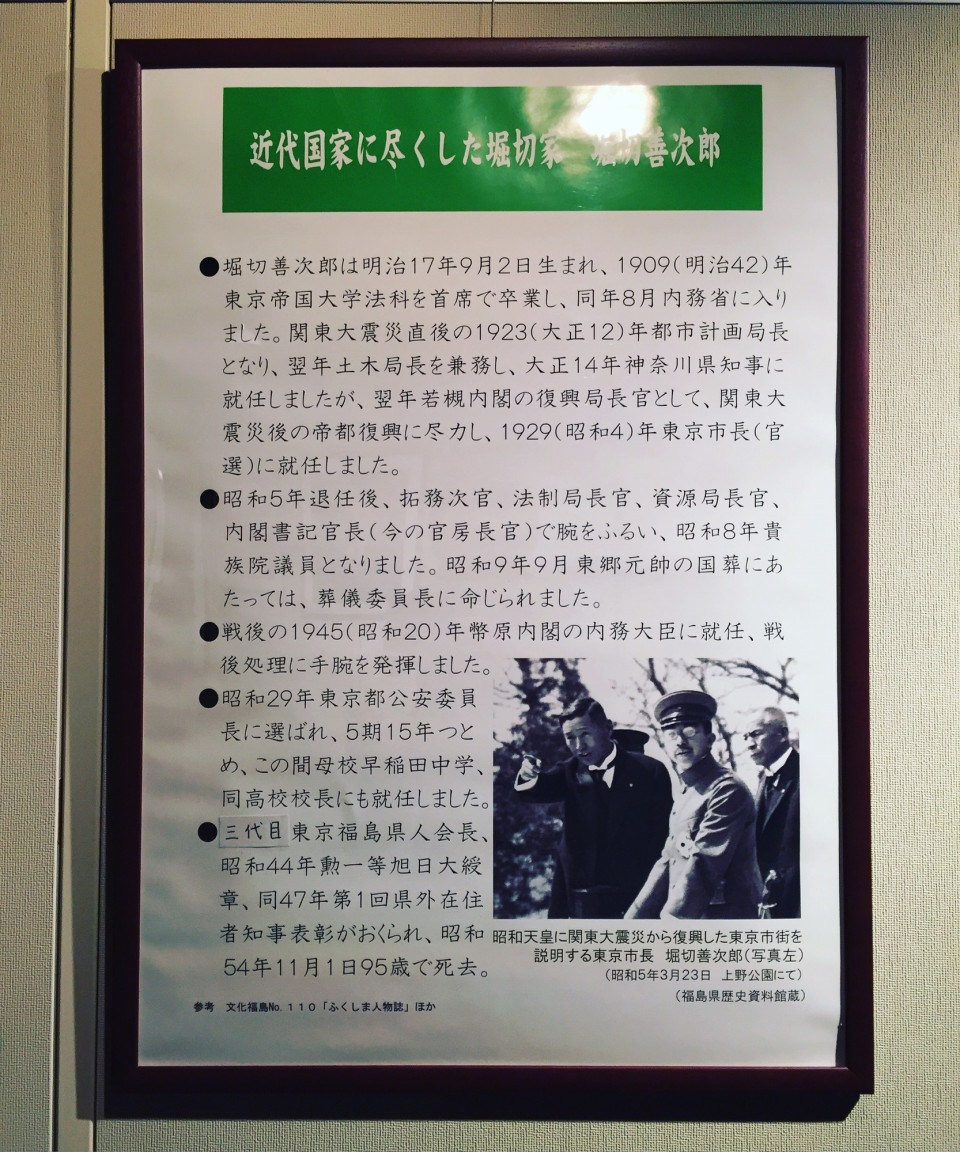 近代国家に尽くした堀切家 堀切善次郎
●堀切善次郎は明治17年9月2日生まれ、1909(明治42)年
東京帝国大学法科を首席で卒業し、同年8月内務省に入り
ました。関東大震災直後の1923(大正12)年都市計画局長
となり、翌年土木局長を兼務し、大正14年神奈川県知事に
就任しましたが、翌年若槻内閣の復興局長官として、関東大
震災後の帝都復興に尽力し、1929(昭和4)年東京市長(官
選)に就任しました。
●昭和5年退任後、拓務次官、法制局長官、資源局長官、
内閣書記官長(今の官房長官)で腕をふるい、昭和8年貴
族院議員となりました。昭和9年9月東郷元帥の国葬にあ
たっては、葬儀委員長に命じられました。
●戦後の1945(昭和20)年幣原内閣の内務大臣に就任、戦
後処理に手腕を発揮しました。
●昭和29年東京都公安委員
長に選ばれ、5期15年つと
め、この間母校早稲田中学、
同高校校長にも就任しました。
●三代目東京福島県人会長、
昭和44年勲一等旭日大綬
章、同47年第1回県外在住
者知事表彰がおくられ、昭和
54年11月1日95歳で死去。
昭和天皇に関東大震災から復興した東京市街を
説明する東京市長 堀切善次郎(写真左)
(昭和5年3月23日 上野公園にて)
(福島県歴史資料館蔵)
参考 文化福島No.110「ふくしま人物誌」ほか